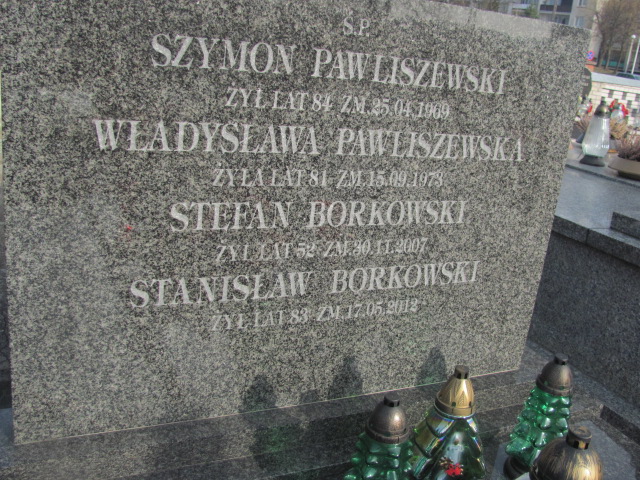 Ś.P.
SZYMON PAWLISZEWSKI
ŻYŁ LAT 84 ZM.25.04.1969
WŁADYSŁAWA PAWLISZEWSKA
ŻYŁA LAT 81 ZM.15.09.1973
STEFAN BORKOWSKI
ŻYŁ LAT 52 ZM.30.11.2007
STANISŁAW BORKOWSKI
ŻYŁ LAT 83 ZM.17.05.2012